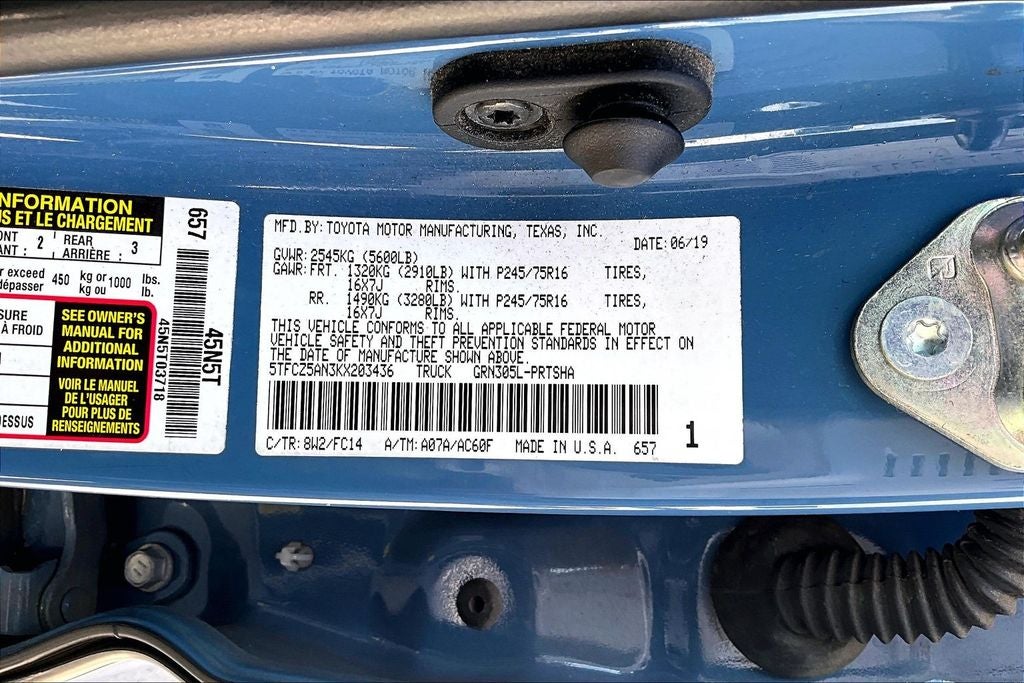 NFORMATION
US ET LE CHARGEMENT
ONT 2 REAR 3
ANT : 2 ARRIÈRE : 3
er exceed 450 kg or 1000 lbs.
dépasser kg ou lb.
SURE
À FROID
SEE OWNER'S
MANUAL FOR
ADDITIONAL
INFORMATION
VOIR LE MANUEL
DE L'USAGER
POUR PLUS DE
RENSEIGNEMENTS
DESSUS
657
45N5T03718
45N5T
MFD.BY: TOYOTA MOTOR MANUFACTURING, TEXAS, INC.
DATE: 06/19
GVWR: 2545KG (5600LB)
GAWR: FRT. 1320KG (2910LB) WITH P245/75R16 TIRES,
16X7J RIMS.
RR. 1490KG (3280LB) WITH P245/75R16 TIRES,
16X7J RIMS.
THIS VEHICLE CONFORMS TO ALL APPLICABLE FEDERAL MOTOR
VEHICLE SAFETY AND THEFT PREVENTION STANDARDS IN EFFECT ON
THE DATE OF MANUFACTURE SHOWN ABOVE.
5TFCZ5AN3KX203436 TRUCK GRN305L-PRTSHA
C/TR: 8W2/FC14 A/TM: A07A/AC60F MADE IN U.S.A. 657
1